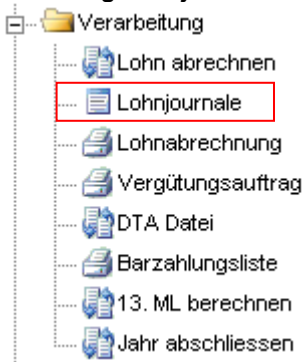 Verarbeitung
Lohn abrechnen
Lohnjournale
Lohnabrechnung
Vergütungsauftrag
DTA Datei
Barzahlungsliste
13. ML berechnen
Jahr abschliessen